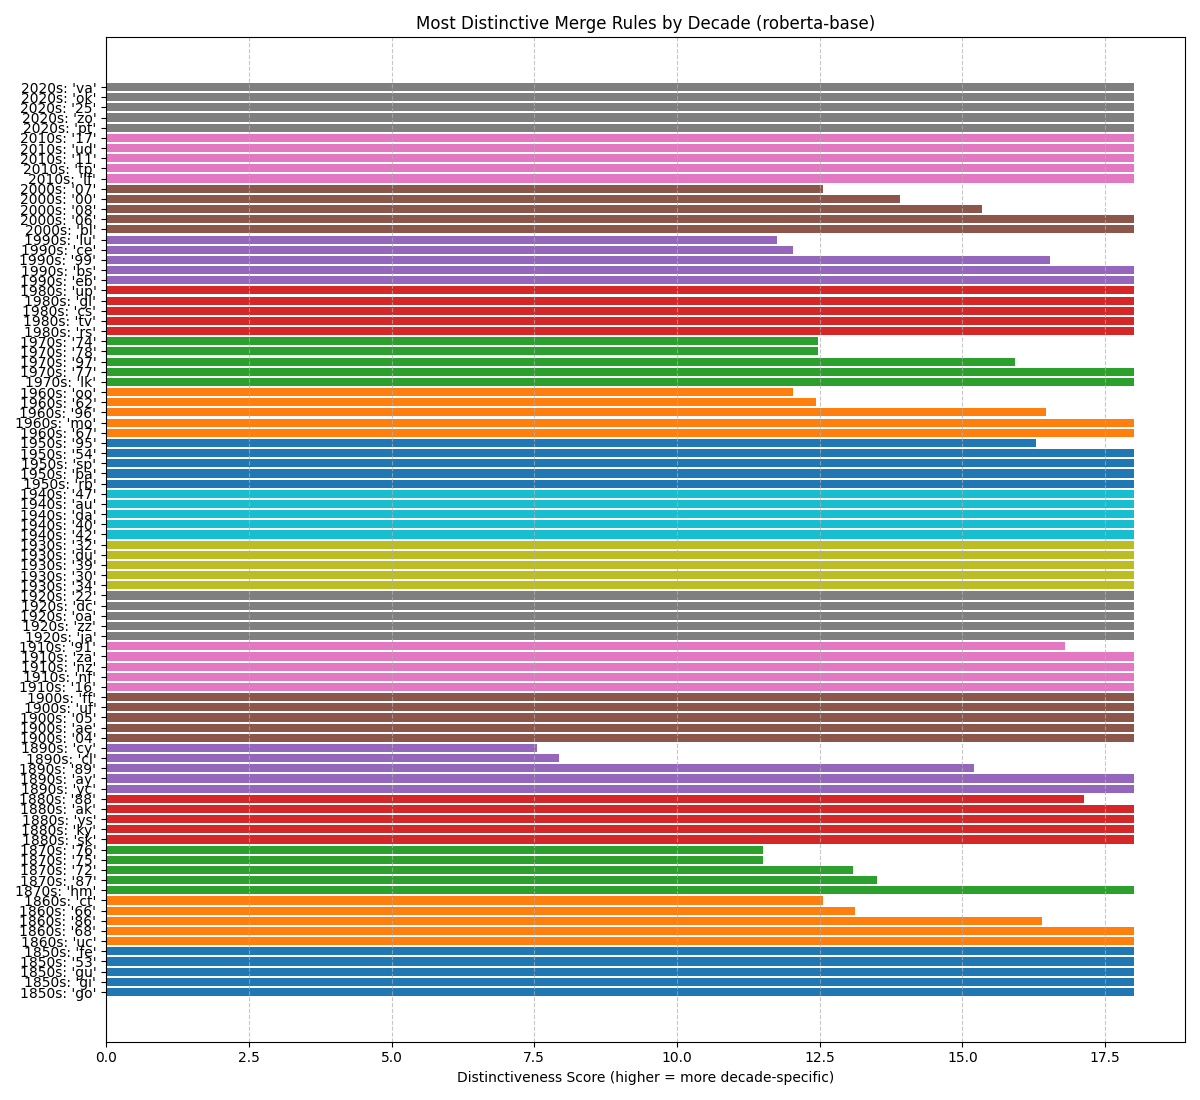 Most Distinctive Merge Rules by Decade (roberta-base)
2020s: 'va'
2020s: 'ok'
2020s: '25'
2020s: 'zo'
2020s: 'pt'
2010s: '17'
2010s: 'ud'
2010s: '11'
2010s: 'tp'
2010s: 'lf'
2000s: '07'
2000s: '00'
2000s: '08'
2000s: '06'
2000s: 'bl'
1990s: 'lu'
1990s: 'ce'
1990s: '99'
1990s: 'bs'
1990s: 'eb'
1980s: 'up'
1980s: 'gl'
1980s: 'cs'
1980s: 'tv'
1980s: 'rs'
1970s: '74'
1970s: '78'
1970s: '97'
1970s: '77'
1970s: 'lk'
1960s: 'oo'
1960s: '62'
1960s: '96'
1960s: 'mo'
1960s: '67'
1950s: '95'
1950s: '54'
1950s: 'sp'
1950s: 'ba'
1950s: 'rb'
1940s: '47'
1940s: 'au'
1940s: 'da'
1940s: '40'
1940s: '42'
1930s: '32'
1930s: 'du'
1930s: '39'
1930s: '30'
1930s: '34'
1920s: '22'
1920s: 'dc'
1920s: 'oa'
1920s: 'zz'
1920s: 'ja'
1910s: '91'
1910s: 'za'
1910s: 'nz'
1910s: 'nf'
1910s: '16'
1900s: 'ff'
1900s: 'uf'
1900s: '05'
1900s: 'ae'
1900s: '04'
1890s: 'cy'
1890s: 'cl'
1890s: '89'
1890s: 'ay'
1890s: 'yc'
1880s: '88'
1880s: 'ak'
1880s: 'ys'
1880s: 'ky'
1880s: 'sk'
1870s: '76'
1870s: '75'
1870s: '72'
1870s: '87'
1870s: 'hm'
1860s: 'ct'
1860s: '66'
1860s: '86'
1860s: '68'
1860s: 'uc'
1850s: 'fe'
1850s: '53'
1850s: 'gu'
1850s: 'gi'
1850s: 'go'
0.0 2.5 5.0 7.5 10.0 12.5 15.0 17.5
Distinctiveness Score (higher = more decade-specific)